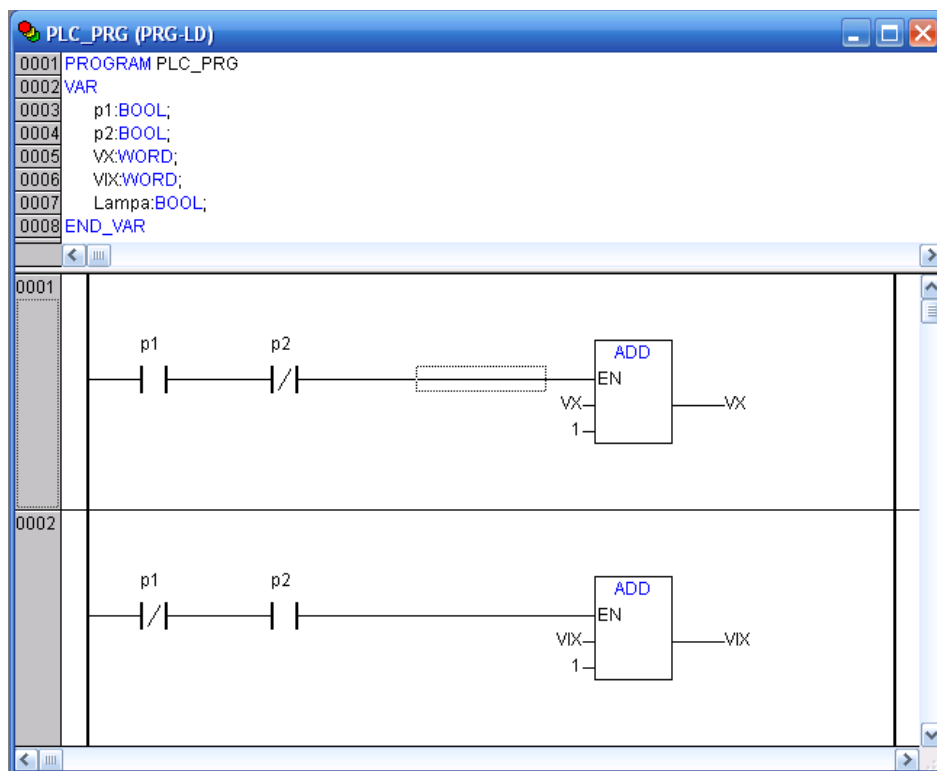 PLC_PRG (PRG-LD)
0001 PROGRAM PLC_PRG
0002 VAR
0003 p1:BOOL;
0004 p2:BOOL;
0005 VX:WORD;
0006 VIX:WORD;
0007 Lampa:BOOL;
0008 END_VAR
0001
p1 p2 ADD
EN
VX VX
1
0002
p1 p2 ADD
EN
VIX VIX
1